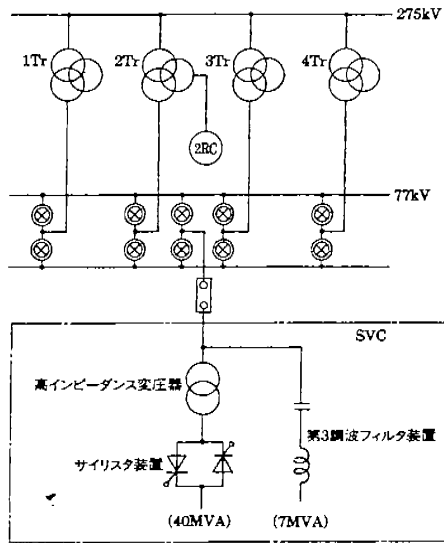 275kV
1Tr
2Tr
3Tr
4Tr
2RC
77kV
SVC
高インピーダンス変圧器
第3調波フィルタ装置
サイリスタ装置
(40MVA)
(7MVA)